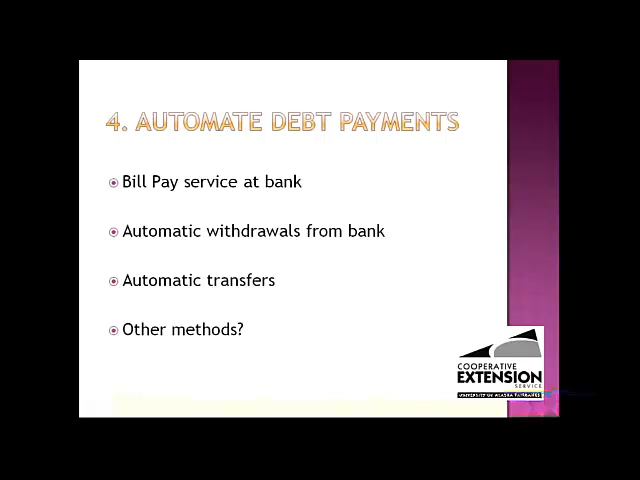 4. AUTOMATE DEBT PAYMENTS
Bill Pay service at bank
Automatic withdrawals from bank
Automatic transfers
Other methods?
COOPERATIVE
EXTENSION
SERVICE
UNIVERSITY OF ALASKA FAIRBANKS